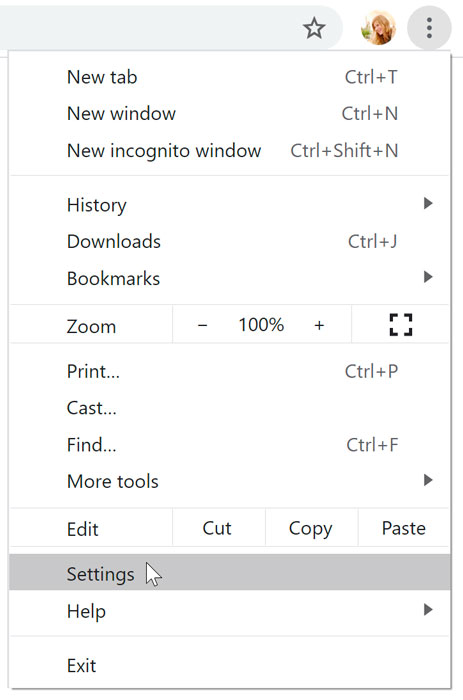 New tab Ctrl+T
New window Ctrl+N
New incognito window Ctrl+Shift+N
History
Downloads Ctrl+J
Bookmarks
Zoom − 100% +
Print... Ctrl+P
Cast...
Find... Ctrl+F
More tools
Edit Cut Copy Paste
Settings
Help
Exit